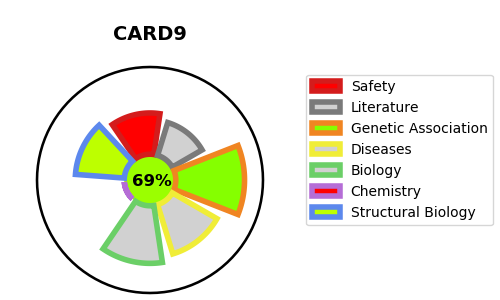 CARD9
69%
Safety
Literature
Genetic Association
Diseases
Biology
Chemistry
Structural Biology